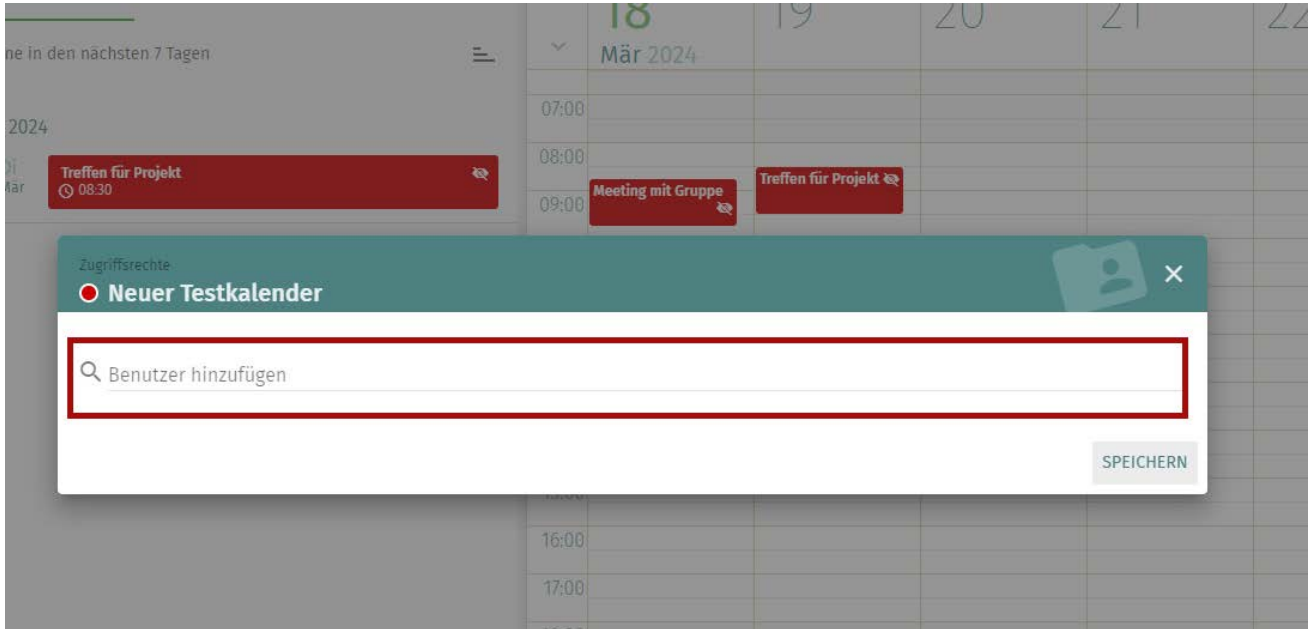 ne in den nächsten 7 Tagen
2024
Mär
Treffen für Projekt
08:30
18
19
20
21
22
Mär 2024
07:00
08:00
09:00
Meeting mit Gruppe
Treffen für Projekt
Zugriffsrechte
Neuer Testkalender
Benutzer hinzufügen
SPEICHERN
16:00
17:00